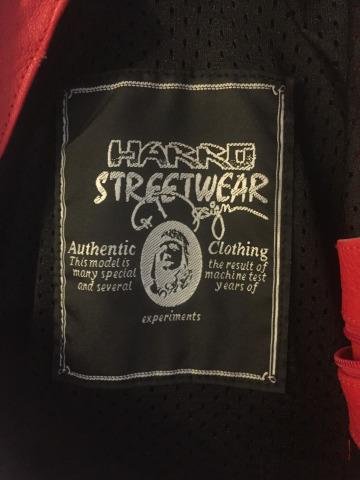 HARRO
STREETWEAR
Design
Authentic Clothing
This model is the result of
many special machine test
and several years of
experiments